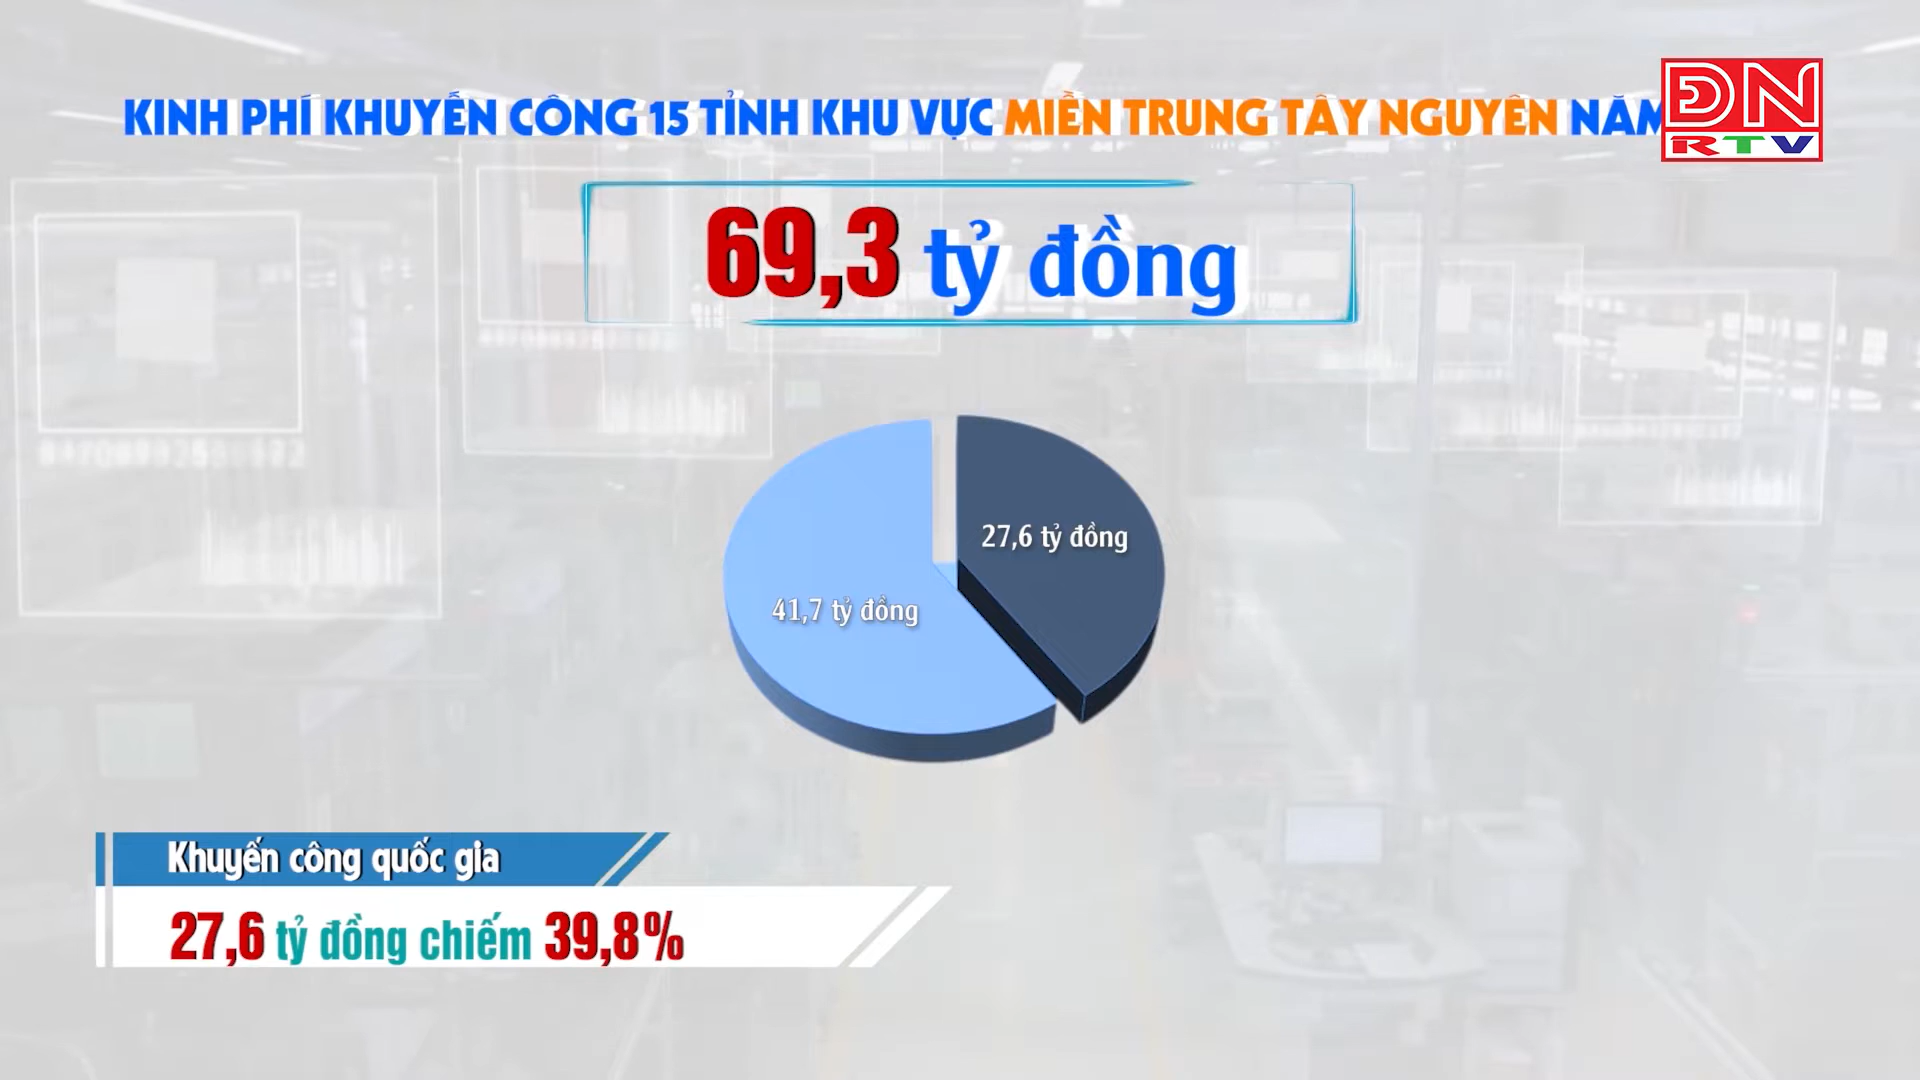 KINH PHÍ KHUYẾN CÔNG 15 TỈNH KHU VỰC MIỀN TRUNG TÂY NGUYÊN NĂM
ĐN
RTV
69,3 tỷ đồng
27,6 tỷ đồng
41,7 tỷ đồng
Khuyến công quốc gia
27,6 tỷ đồng chiếm 39,8%